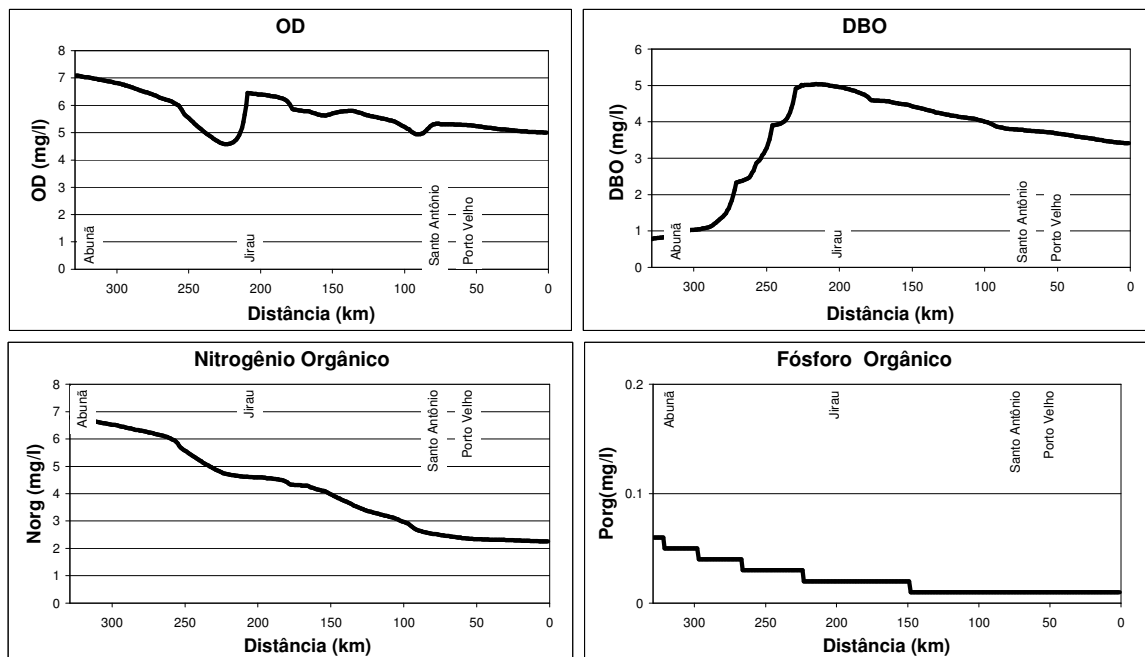 OD
8
7
6
5
4
3
2
1
0
OD (mg/l)
Abunã
Jirau
Santo Antônio
Porto Velho
300 250 200 150 100 50 0
Distância (km)
DBO
6
5
4
3
2
1
0
DBO (mg/l)
Abunã
Jirau
Santo Antônio
Porto Velho
300 250 200 150 100 50 0
Distância (km)
Nitrogênio Orgânico
8
7
6
5
4
3
2
1
0
Norg (mg/l)
Abunã
Jirau
Santo Antônio
Porto Velho
300 250 200 150 100 50 0
Distância (km)
Fósforo Orgânico
0.2
0.1
0
Porg(mg/l)
Abunã
Jirau
Santo Antônio
Porto Velho
300 250 200 150 100 50 0
Distância (km)